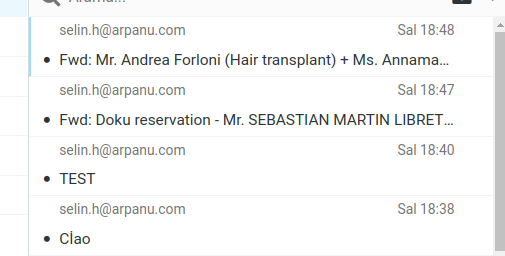 selin.h@arpanu.com Sal 18:48
Fwd: Mr. Andrea Forloni (Hair transplant) + Ms. Annama...
selin.h@arpanu.com Sal 18:47
Fwd: Doku reservation - Mr. SEBASTIAN MARTIN LIBRET...
selin.h@arpanu.com Sal 18:40
TEST
selin.h@arpanu.com Sal 18:38
Cİao